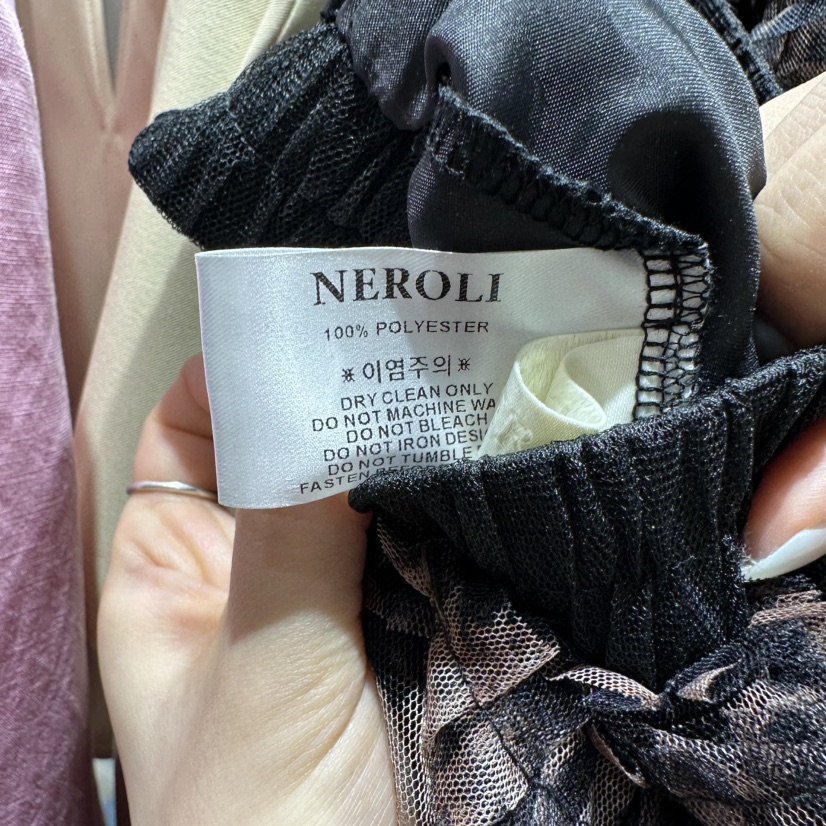 NEROLI
100% POLYESTER
※이염주의※
DRY CLEAN ONLY
DO NOT MACHINE WA
DO NOT BLEACH
DO NOT IRON DESI
DO NOT TUMBLE
FASTEN